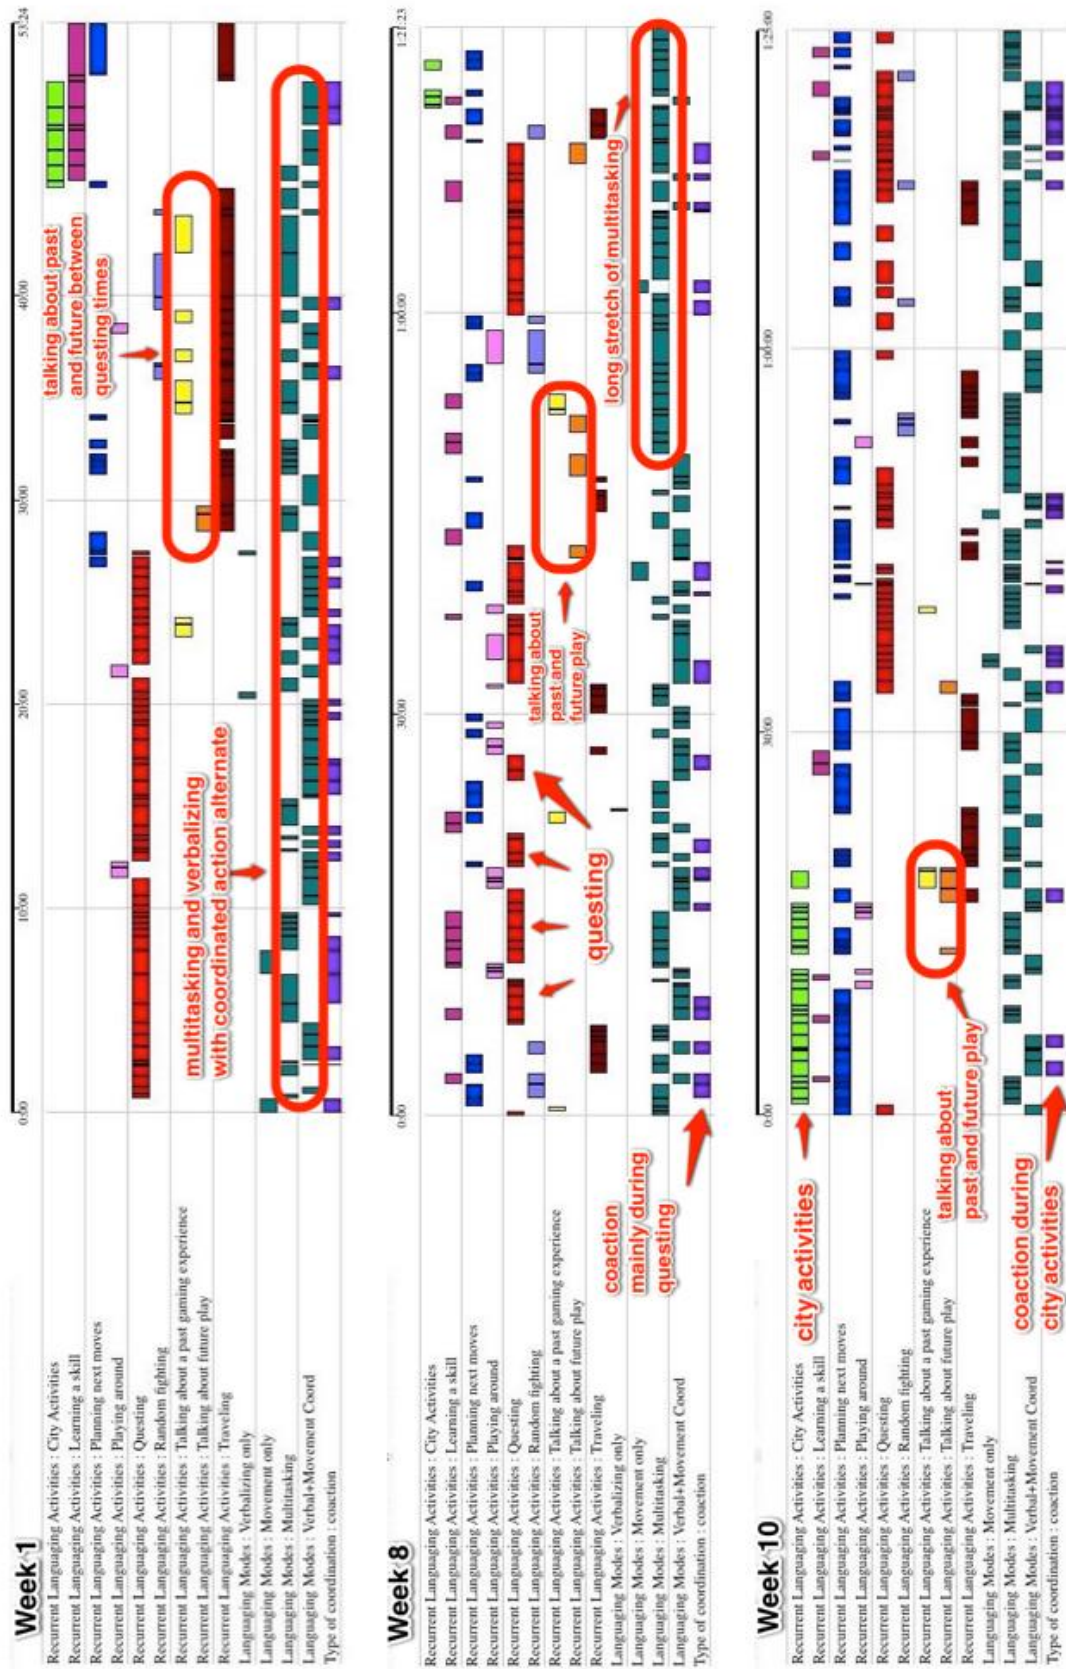 Week 1
0:00 10:00 20:00 30:00 40:00 53:24
Recurrent Languaging Activities : City Activities
Recurrent Languaging Activities : Learning a skill
Recurrent Languaging Activities : Planning next moves
Recurrent Languaging Activities : Playing around
Recurrent Languaging Activities : Questing
Recurrent Languaging Activities : Random fighting
Recurrent Languaging Activities : Talking about a past gaming experience
Recurrent Languaging Activities : Talking about future play
Recurrent Languaging Activities : Traveling
Languaging Modes : Verbalizing only
Languaging Modes : Movement only
Languaging Modes : Multitasking
Languaging Modes : Verbal+Movement Coord
Type of coordination : coaction
talking about past
and future between
questing times
multitasking and verbalizing
with coordinated action alternate
Week 8
0:00 30:00 1:00:00 1:21:23
Recurrent Languaging Activities : City Activities
Recurrent Languaging Activities : Learning a skill
Recurrent Languaging Activities : Planning next moves
Recurrent Languaging Activities : Playing around
Recurrent Languaging Activities : Questing
Recurrent Languaging Activities : Random fighting
Recurrent Languaging Activities : Talking about a past gaming experience
Recurrent Languaging Activities : Talking about future play
Recurrent Languaging Activities : Traveling
Languaging Modes : Verbalizing only
Languaging Modes : Movement only
Languaging Modes : Multitasking
Languaging Modes : Verbal+Movement Coord
Type of coordination : coaction
talking about
past and
future play
questing
long stretch of multitasking
coaction
mainly during
questing
Week 10
0:00 30:00 1:00:00 1:25:00
Recurrent Languaging Activities : City Activities
Recurrent Languaging Activities : Learning a skill
Recurrent Languaging Activities : Planning next moves
Recurrent Languaging Activities : Playing around
Recurrent Languaging Activities : Questing
Recurrent Languaging Activities : Random fighting
Recurrent Languaging Activities : Talking about a past gaming experience
Recurrent Languaging Activities : Talking about future play
Recurrent Languaging Activities : Traveling
Languaging Modes : Movement only
Languaging Modes : Multitasking
Languaging Modes : Verbal+Movement Coord
Type of coordination : coaction
city activities
talking about
past and future play
coaction during
city activities